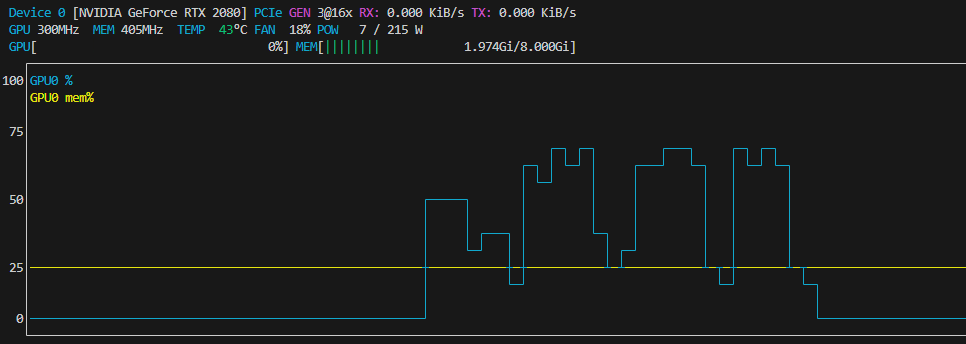 Device 0 [NVIDIA GeForce RTX 2080] PCIe GEN 3@16x RX: 0.000 KiB/s TX: 0.000 KiB/s
GPU 300MHz MEM 405MHz TEMP 43°C FAN 18% POW 7 / 215 W
GPU[ 0%] MEM[|||||||| 1.974Gi/8.000Gi]
100 GPU0 %
GPU0 mem%
75
50
25
0